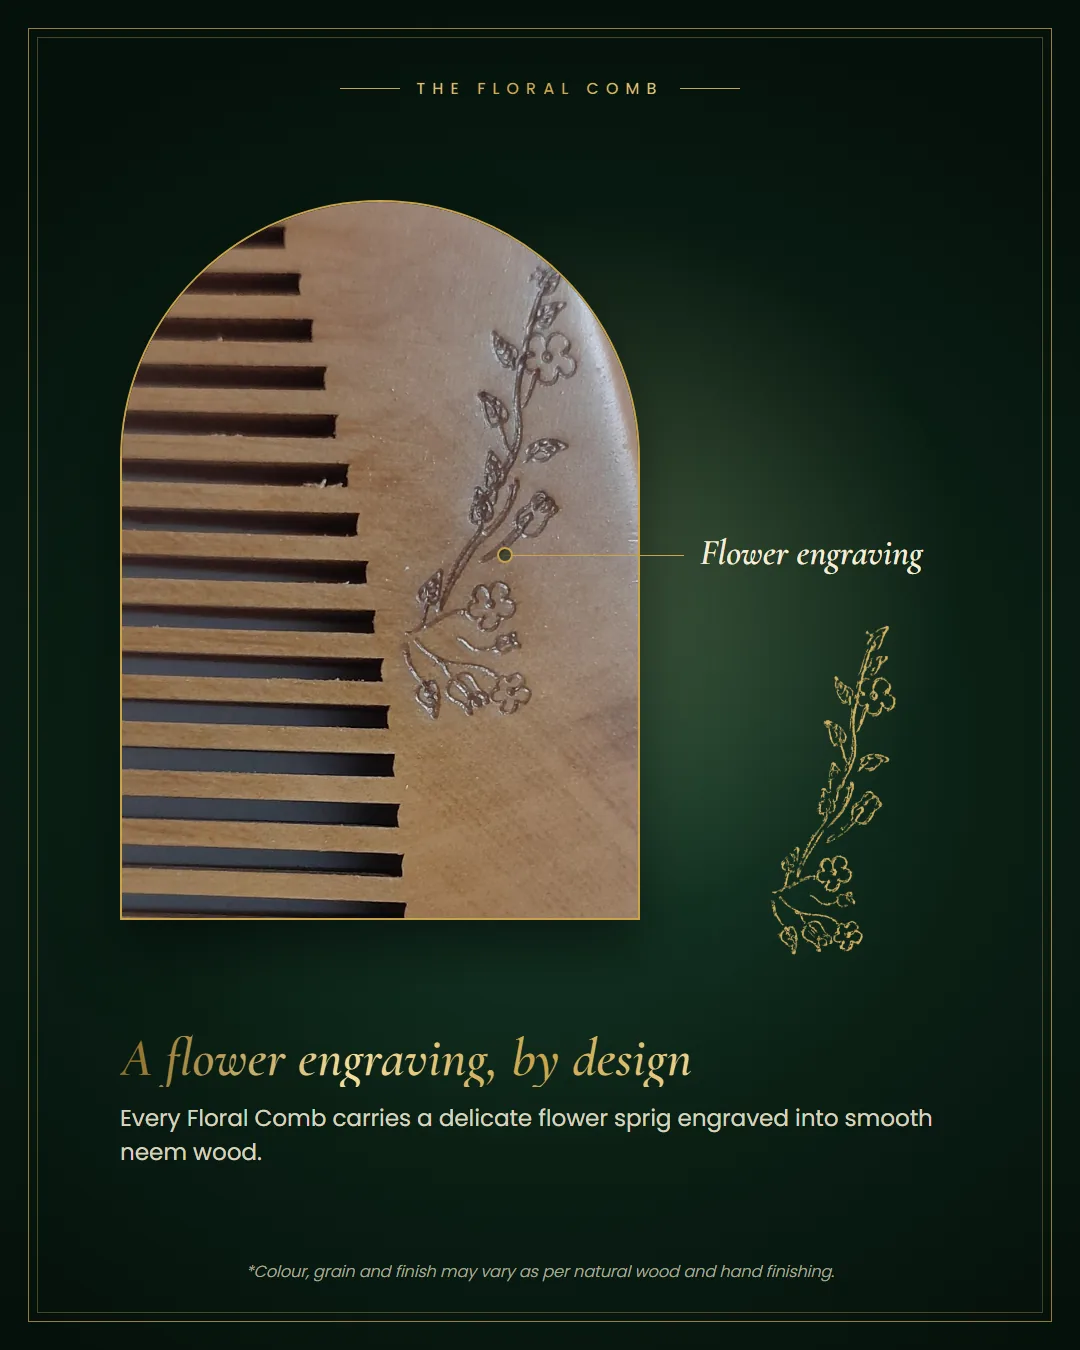 THE FLORAL COMB
Flower engraving
A flower engraving, by design
Every Floral Comb carries a delicate flower sprig engraved into smooth
neem wood.
*Colour, grain and finish may vary as per natural wood and hand finishing.